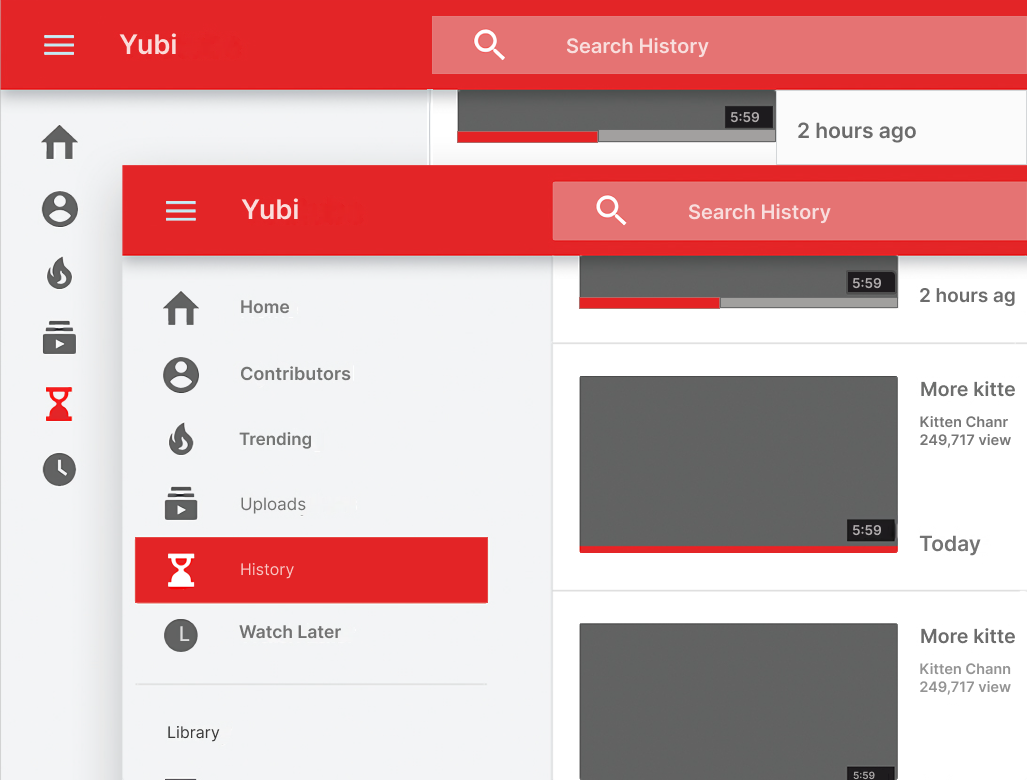 Yubi
Search History
5:59
2 hours ago
Yubi
Search History
Home
Contributors
Trending
Uploads
History
Watch Later
Library
5:59
2 hours ag
5:59
More kitte
Kitten Chanr
249,717 view
Today
5:59
More kitte
Kitten Chann
249,717 view